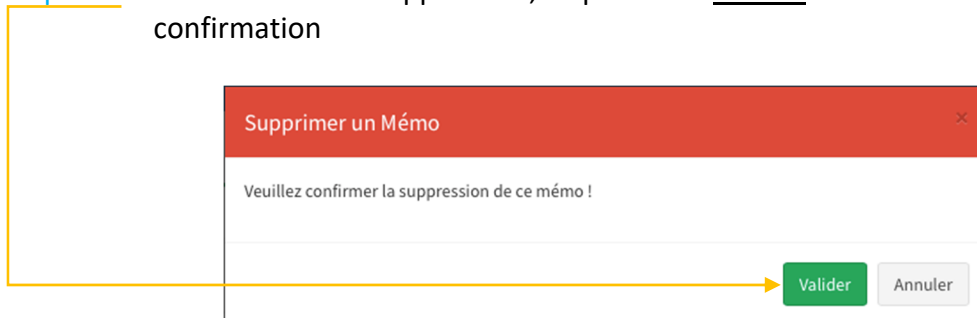 confirmation
Supprimer un Mémo
×
Veuillez confirmer la suppression de ce mémo !
Valider
Annuler